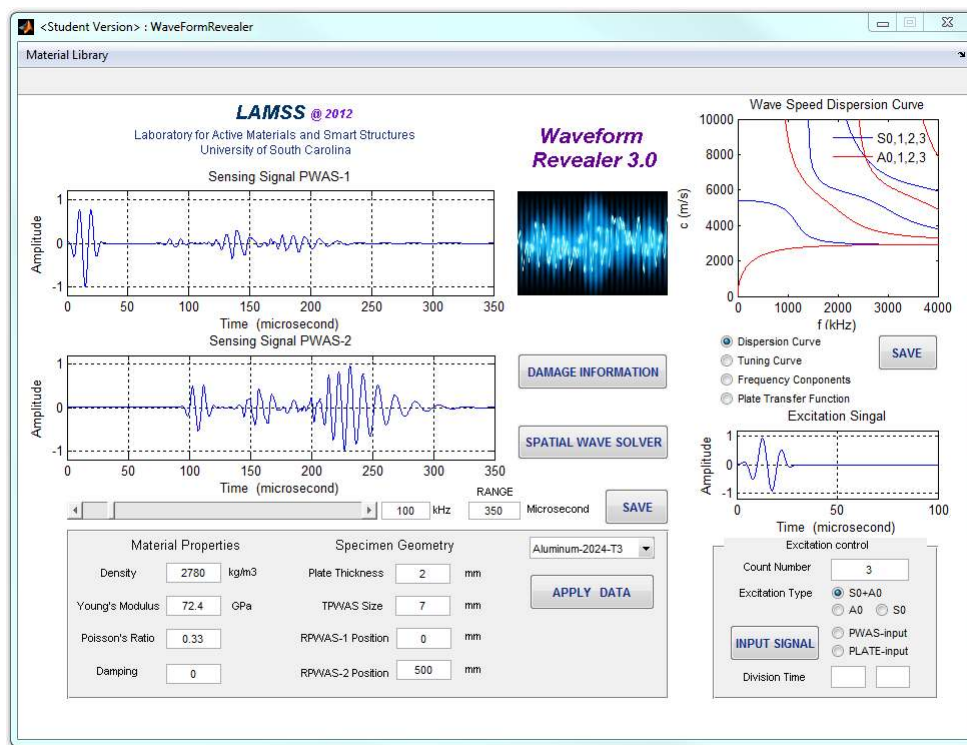 <Student Version> : WaveFormRevealer
Material Library
LAMSS @ 2012
Laboratory for Active Materials and Smart Structures
University of South Carolina
Waveform
Revealer 3.0
Sensing Signal PWAS-1
Amplitude
1
0
-1
0 50 100 150 200 250 300 350
Time (microsecond)
Sensing Signal PWAS-2
Amplitude
1
0
-1
0 50 100 150 200 250 300 350
Time (microsecond)
DAMAGE INFORMATION
SPATIAL WAVE SOLVER
100 kHz
RANGE
350 Microsecond
SAVE
Wave Speed Dispersion Curve
c (m/s)
10000
8000
6000
4000
2000
0
S0,1,2,3
A0,1,2,3
0 1000 2000 3000 4000
f (kHz)
Dispersion Curve
Tuning Curve
Frequency Conponents
Plate Transfer Function
SAVE
Excitation Singal
Amplitude
1
0
-1
0 50 100
Time (microsecond)
Material Properties
Density 2780 kg/m3
Young's Modulus 72.4 GPa
Poisson's Ratio 0.33
Damping 0
Specimen Geometry
Plate Thickness 2 mm
TPWAS Size 7 mm
RPWAS-1 Position 0 mm
RPWAS-2 Position 500 mm
Aluminum-2024-T3
APPLY DATA
Excitation control
Count Number 3
Excitation Type S0+A0
A0 S0
INPUT SIGNAL
PWAS-input
PLATE-input
Division Time